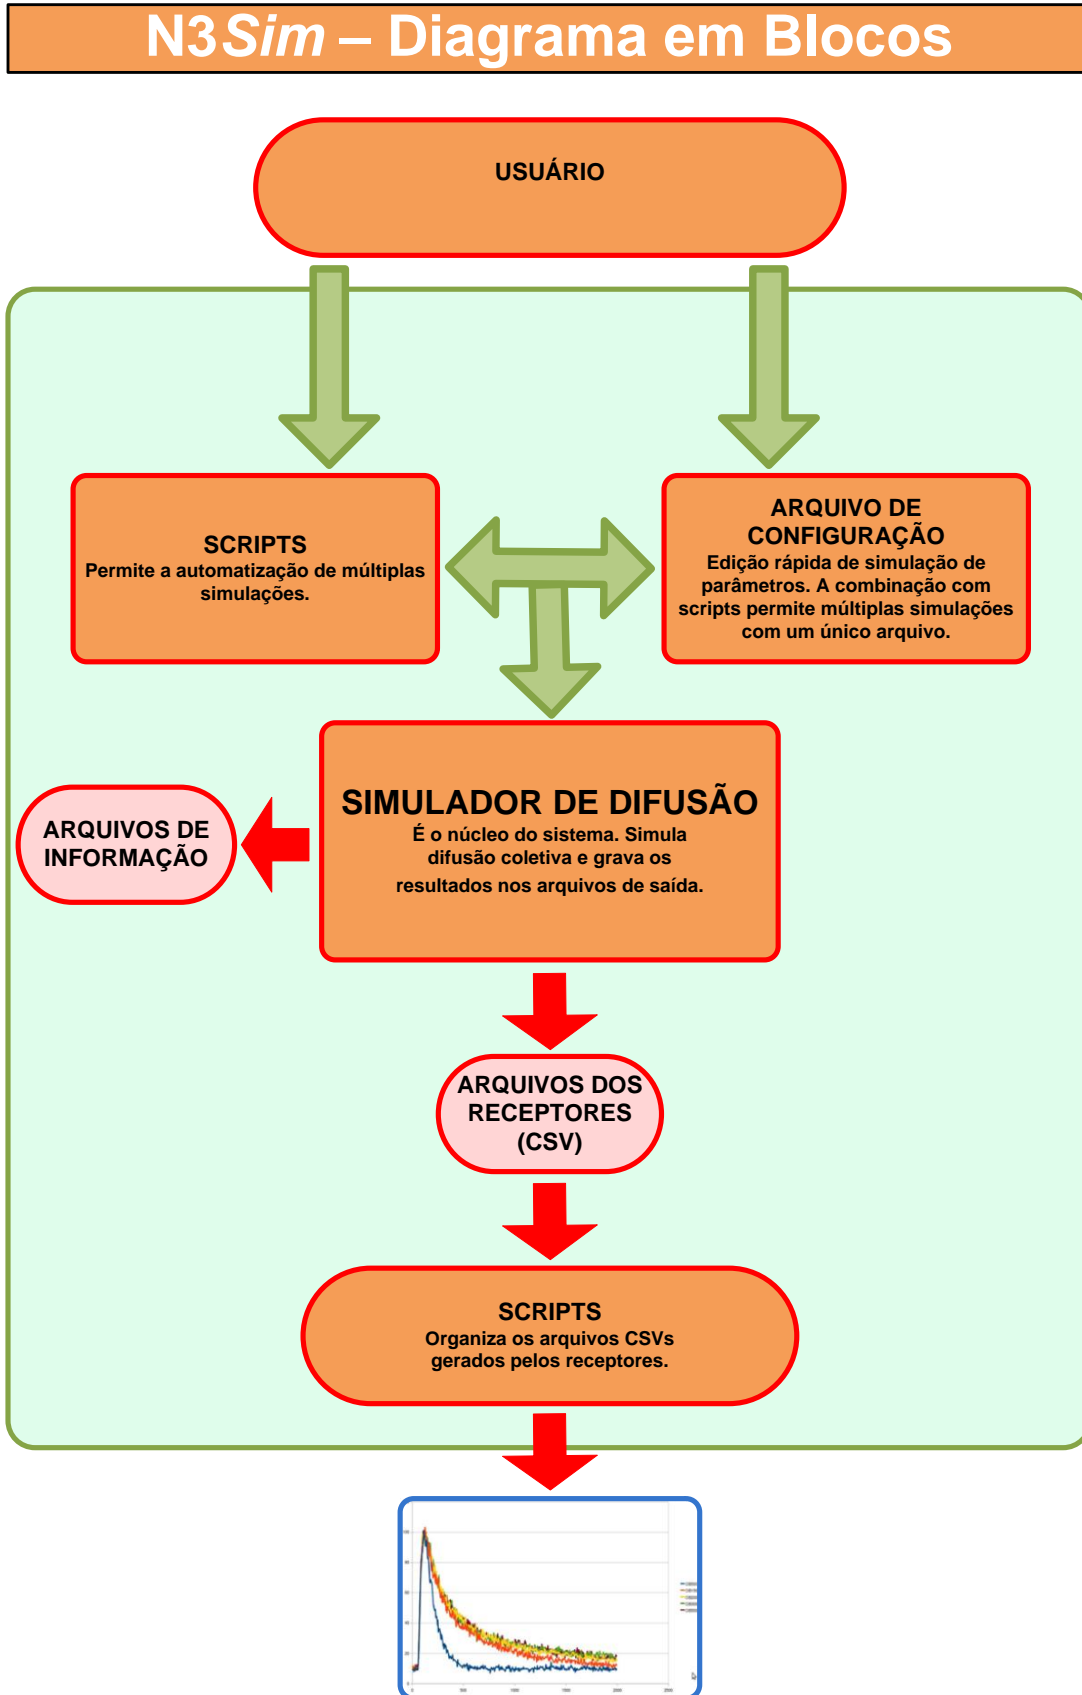 N3Sim – Diagrama em Blocos
USUÁRIO
SCRIPTS
Permite a automatização de múltiplas
simulações.
ARQUIVO DE
CONFIGURAÇÃO
Edição rápida de simulação de
parâmetros. A combinação com
scripts permite múltiplas simulações
com um único arquivo.
SIMULADOR DE DIFUSÃO
É o núcleo do sistema. Simula
difusão coletiva e grava os
resultados nos arquivos de saída.
ARQUIVOS DE
INFORMAÇÃO
ARQUIVOS DOS
RECEPTORES
(CSV)
SCRIPTS
Organiza os arquivos CSVs
gerados pelos receptores.